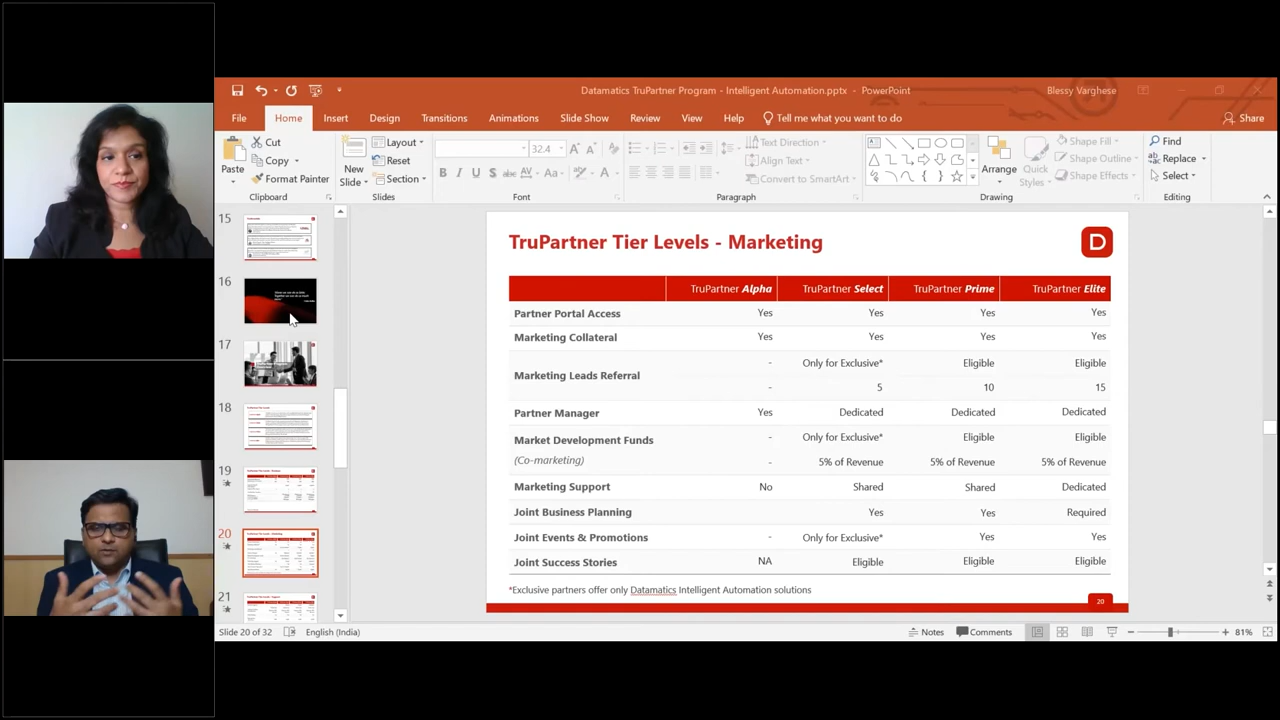 Datamatics TruPartner Program - Intelligent Automation.pptx - PowerPoint
Blessy Varghese
File Home Insert Design Transitions Animations Slide Show Review View Help Tell me what you want to do Share
Paste
Cut
Copy
Format Painter
Clipboard
New Slide
Layout
Reset
Section
Slides
32.4
B I U S abc AV Aa A
Font
Text Direction
Align Text
Convert to SmartArt
Paragraph
Arrange
Quick Styles
Shape Fill
Shape Outline
Shape Effects
Drawing
Find
Replace
Select
Editing
15
16
17
18
19
20
21
TruPartner Tier Levels - Marketing
D
TruPartner Alpha TruPartner Select TruPartner Prime TruPartner Elite
Partner Portal Access Yes Yes Yes Yes
Marketing Collateral Yes Yes Yes Yes
Marketing Leads Referral - Only for Exclusive* Eligible Eligible
- 5 10 15
Partner Manager Yes Dedicated Dedicated Dedicated
Market Development Funds - Only for Exclusive* Eligible Eligible
(Co-marketing) - 5% of Revenue 5% of Revenue 5% of Revenue
Marketing Support No Shared Shared Dedicated
Joint Business Planning Yes Yes Required
Joint Events & Promotions - Only for Exclusive* Yes Yes
Joint Success Stories NA Eligible Eligible Eligible
*Exclusive partners offer only Datamatics Intelligent Automation solutions
20
Slide 20 of 32 English (India) Notes Comments 81%